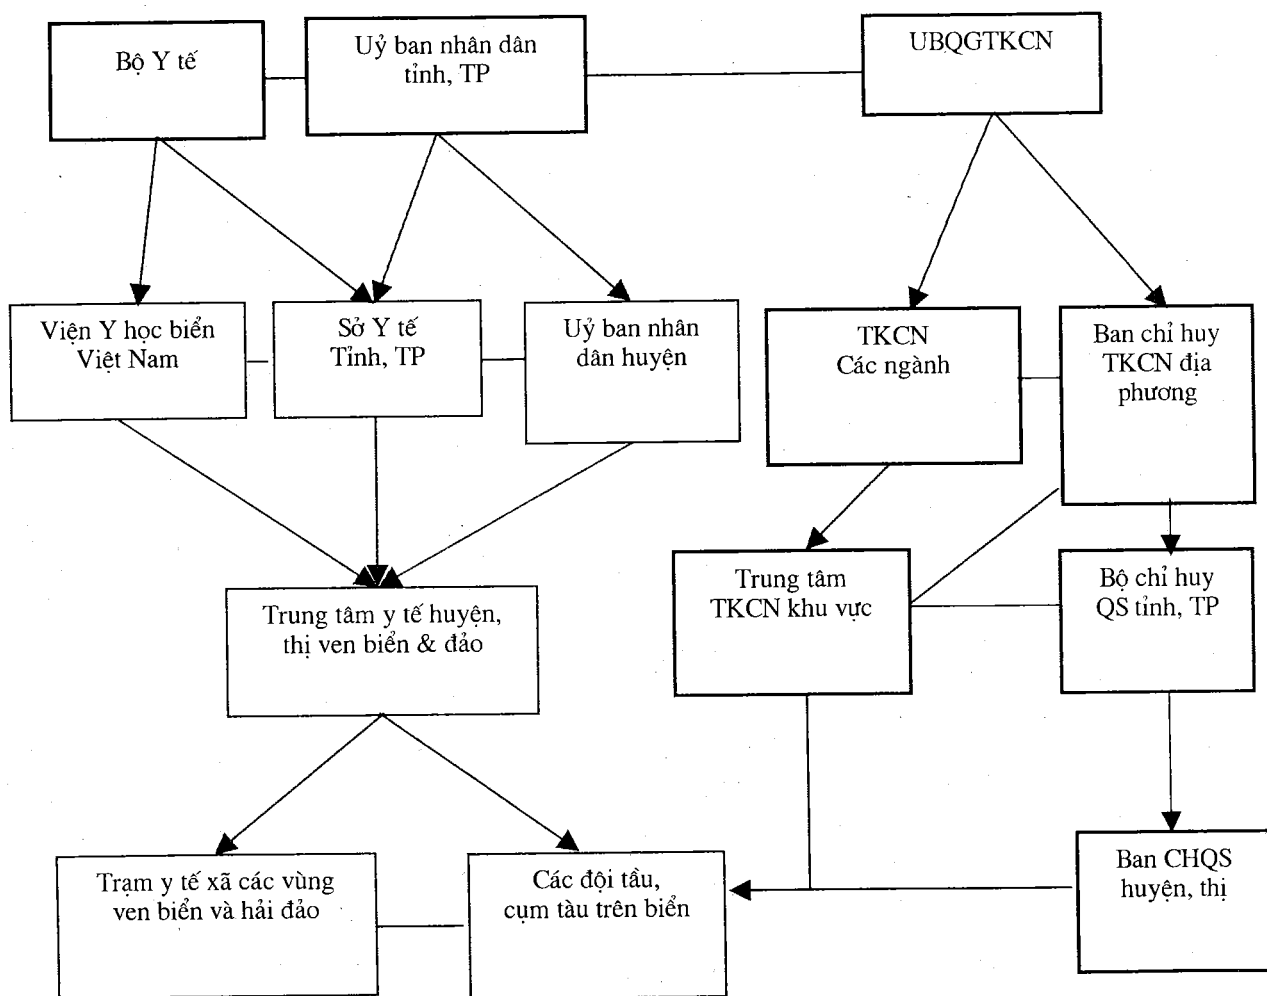 Bộ Y tế
Uỷ ban nhân dân
tỉnh, TP
UBQGTKCN
Viện Y học biển
Việt Nam
Sở Y tế
Tỉnh, TP
Uỷ ban nhân
dân huyện
TKCN
Các ngành
Ban chỉ huy
TKCN địa
phương
Trung tâm y tế huyện,
thị ven biển & đảo
Trung tâm
TKCN khu vực
Bộ chỉ huy
QS tỉnh, TP
Trạm y tế xã các vùng
ven biển và hải đảo
Các đội tầu,
cụm tàu trên biển
Ban CHQS
huyện, thị